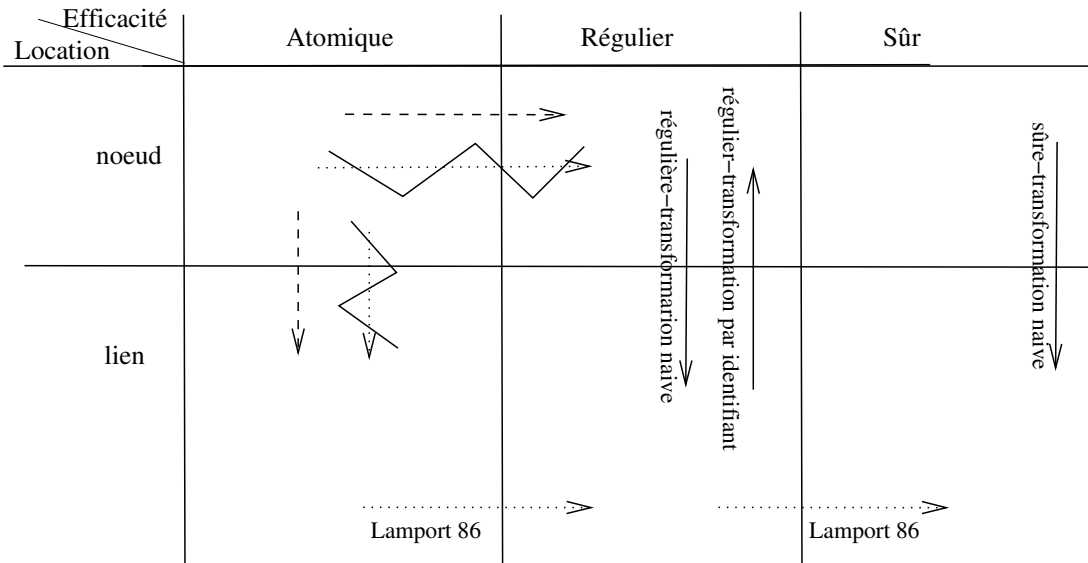 Efficacité
Location
Atomique
Régulier
Sûr
noeud
régulière−transformarion naive
régulier−transformation par identifiant
sûre−transformation naive
lien
Lamport 86
Lamport 86